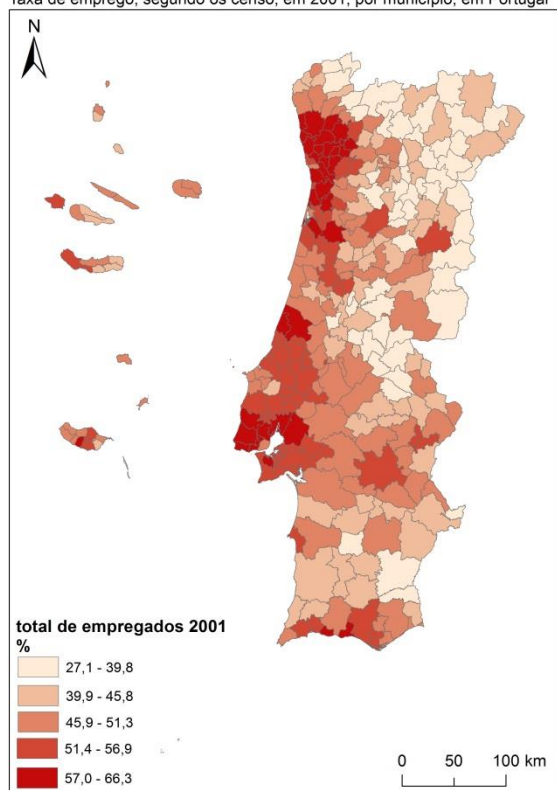 Taxa de emprego, segundo os censo, em 2001, por município, em Portugal
N
total de empregados 2001
%
27,1 - 39,8
39,9 - 45,8
45,9 - 51,3
51,4 - 56,9
57,0 - 66,3
0 50 100 km